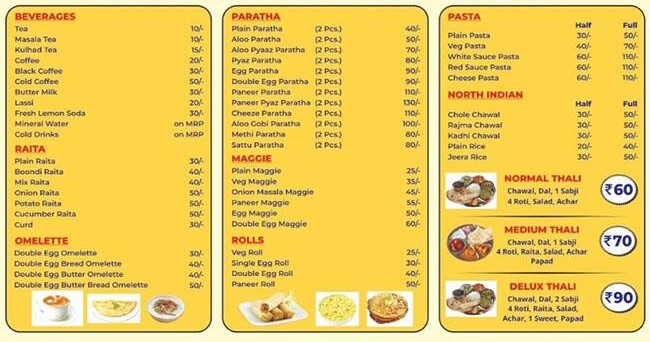 BEVERAGES
Tea 10/-
Masala Tea 10/-
Kulhad Tea 15/-
Coffee 20/-
Black Coffee 30/-
Cold Coffee 50/-
Butter Milk 30/-
Lassi 20/-
Fresh Lemon Soda 30/-
Mineral Water on MRP
Cold Drinks on MRP
RAITA
Plain Raita 30/-
Boondi Raita 40/-
Mix Raita 40/-
Onion Raita 50/-
Potato Raita 50/-
Cucumber Raita 50/-
Curd 30/-
OMELETTE
Double Egg Omelette 30/-
Double Egg Bread Omelette 40/-
Double Egg Butter Omelette 40/-
Double Egg Butter Bread Omelette 50/-
PARATHA
Plain Paratha (2 Pcs.) 40/-
Aloo Paratha (2 Pcs.) 50/-
Aloo Pyaaz Paratha (2 Pcs.) 70/-
Pyaz Paratha (2 Pcs.) 80/-
Egg Paratha (2 Pcs.) 90/-
Double Egg Paratha (2 Pcs.) 90/-
Paneer Paratha (2 Pcs.) 110/-
Paneer Pyaz Paratha (2 Pcs.) 130/-
Cheeze Paratha (2 Pcs.) 110/-
Aloo Gobi Paratha (2 Pcs.) 100/-
Methi Paratha (2 Pcs.) 80/-
Sattu Paratha (2 Pcs.) 80/-
MAGGIE
Plain Maggie 25/-
Veg Maggie 35/-
Onion Masala Maggie 45/-
Paneer Maggie 55/-
Egg Maggie 50/-
Double Egg Maggie 60/-
ROLLS
Veg Roll 25/-
Single Egg Roll 30/-
Double Egg Roll 40/-
Paneer Roll 50/-
PASTA
Half Full
Plain Pasta 30/- 50/-
Veg Pasta 40/- 70/-
White Sauce Pasta 60/- 110/-
Red Sauce Pasta 60/- 110/-
Cheese Pasta 60/- 110/-
NORTH INDIAN
Half Full
Chole Chawal 30/- 50/-
Rajma Chawal 30/- 50/-
Kadhi Chawal 30/- 50/-
Plain Rice 20/- 40/-
Jeera Rice 30/- 50/-
NORMAL THALI
Chawal, Dal, 1 Sabji
4 Roti, Salad, Achar
₹60
MEDIUM THALI
Chawal, Dal, 1 Sabji
4 Roti, Raita, Salad, Achar
Papad
₹70
DELUX THALI
Chawal, Dal, 2 Sabji
4 Roti, Raita, Salad,
Achar, 1 Sweet, Papad
₹90